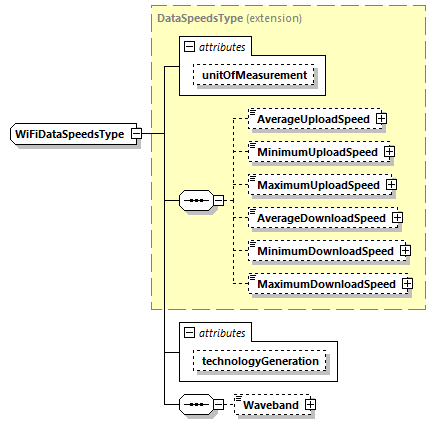 DataSpeedsType (extension)
attributes
unitOfMeasurement
WiFiDataSpeedsType
AverageUploadSpeed
MinimumUploadSpeed
MaximumUploadSpeed
AverageDownloadSpeed
MinimumDownloadSpeed
MaximumDownloadSpeed
attributes
technologyGeneration
Waveband